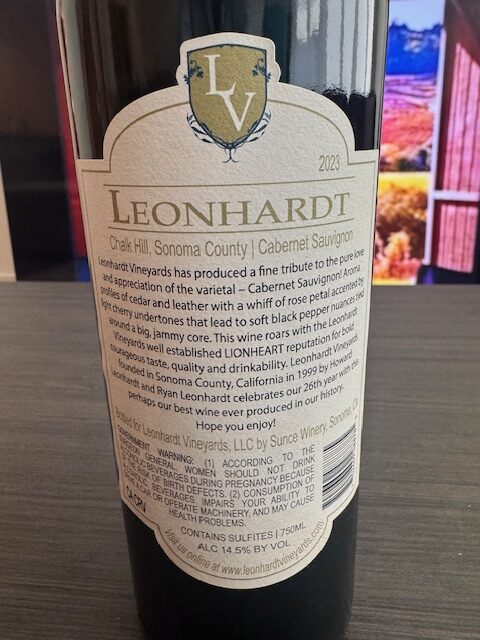 LV
2023
LEONHARDT
Chalk Hill, Sonoma County | Cabernet Sauvignon
Leonhardt Vineyards has produced a fine tribute to the pure love
and appreciation of the varietal – Cabernet Sauvignon! Aroma
profiles of cedar and leather with a whiff of rose petal accented by
light cherry undertones that lead to soft black pepper nuances tied
around a big, jammy core. This wine roars with the Leonhardt
Vineyards well established LIONHEART reputation for bold
courageous taste, quality and drinkability. Leonhardt Vineyards
founded in Sonoma County, California in 1999 by Howard
Leonhardt and Ryan Leonhardt celebrates our 26th year with this
perhaps our best wine ever produced in our history.
Hope you enjoy!
Bottled for Leonhardt Vineyards, LLC by Sunce Winery, Sonoma, CA
GOVERNMENT WARNING: (1) ACCORDING TO THE
SURGEON GENERAL, WOMEN SHOULD NOT DRINK
ALCOHOLIC BEVERAGES DURING PREGNANCY BECAUSE
OF THE RISK OF BIRTH DEFECTS. (2) CONSUMPTION OF
ALCOHOLIC BEVERAGES IMPAIRS YOUR ABILITY TO
DRIVE A CAR OR OPERATE MACHINERY, AND MAY CAUSE
HEALTH PROBLEMS.
CA CRV
CONTAINS SULFITES | 750ML
ALC 14.5% BY VOL
Visit us online at www.leonhardtvineyards.com